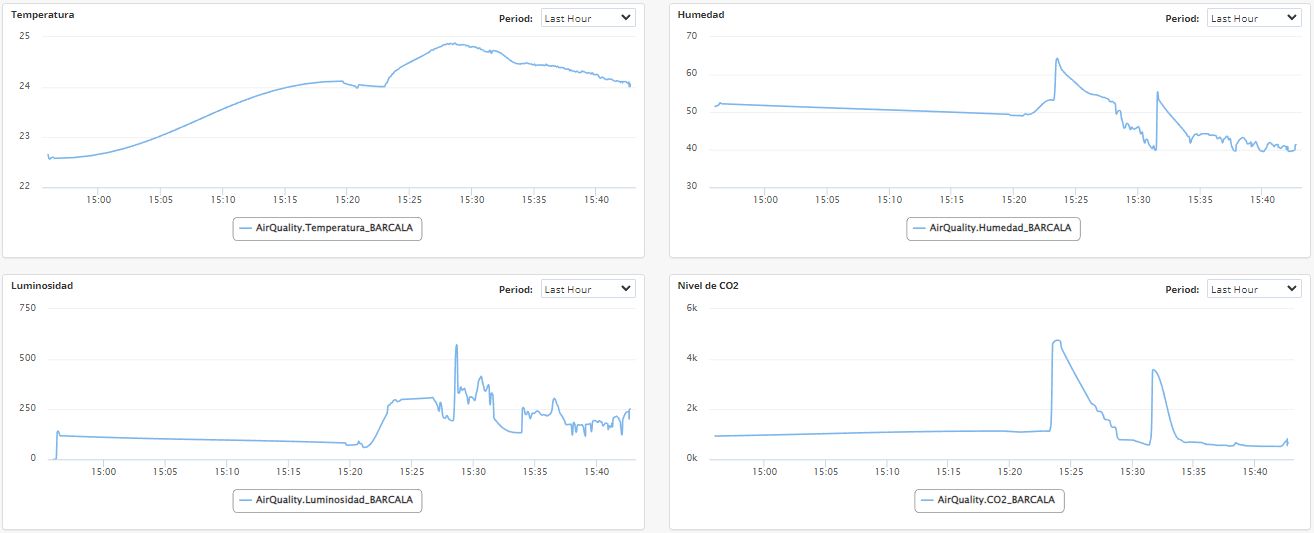 Temperatura
Period: Last Hour
25
24
23
22
15:00 15:05 15:10 15:15 15:20 15:25 15:30 15:35 15:40
AirQuality.Temperatura_BARCALA
Humedad
Period: Last Hour
70
60
50
40
30
15:00 15:05 15:10 15:15 15:20 15:25 15:30 15:35 15:40
AirQuality.Humedad_BARCALA
Luminosidad
Period: Last Hour
750
500
250
0
15:00 15:05 15:10 15:15 15:20 15:25 15:30 15:35 15:40
AirQuality.Luminosidad_BARCALA
Nivel de CO2
Period: Last Hour
6k
4k
2k
0k
15:00 15:05 15:10 15:15 15:20 15:25 15:30 15:35 15:40
AirQuality.CO2_BARCALA